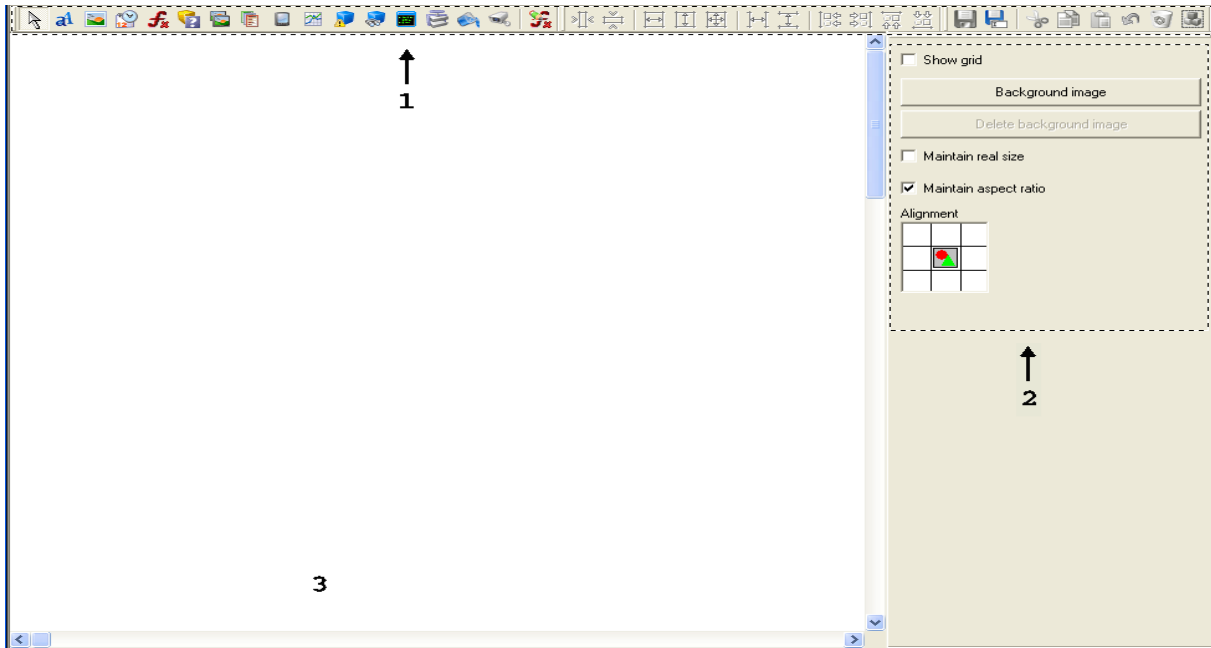 1
Show grid
Background image
Delete background image
Maintain real size
Maintain aspect ratio
Alignment
2
3